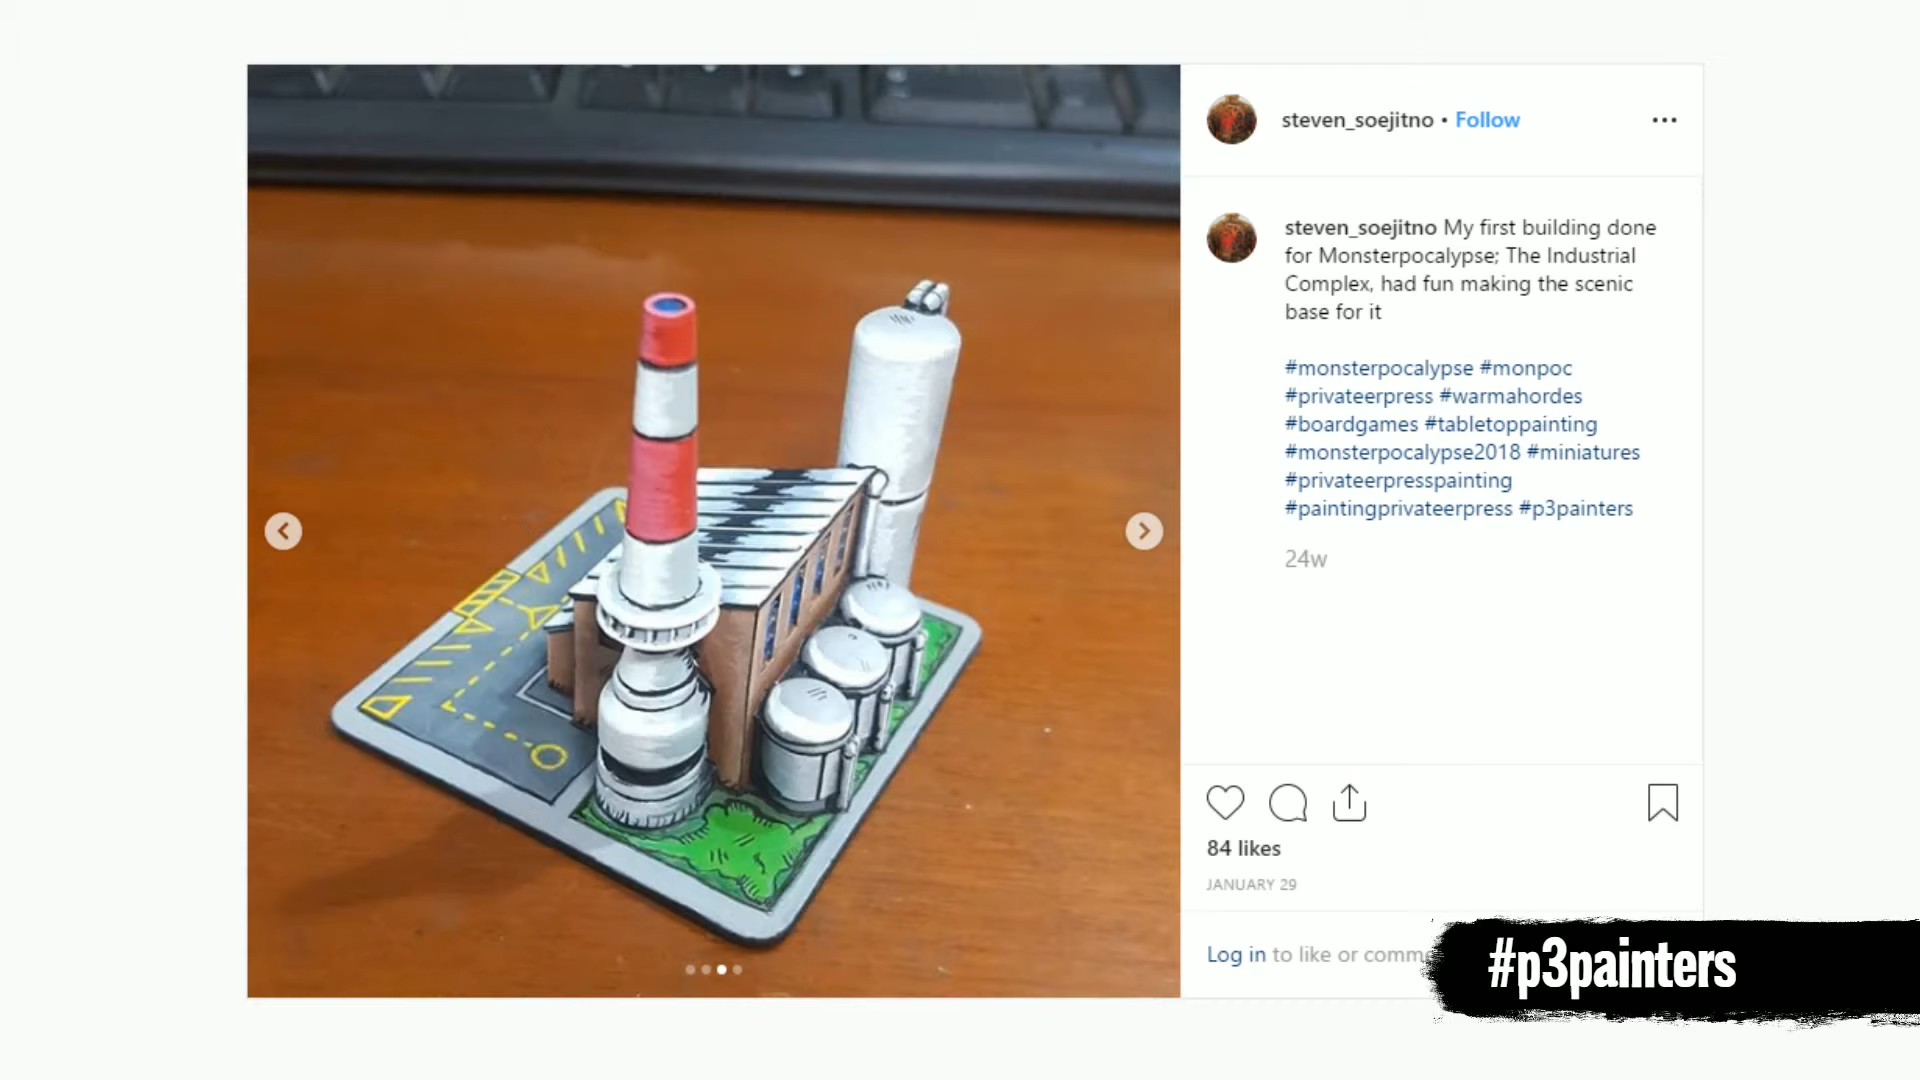 steven_soejitno • Follow
steven_soejitno My first building done
for Monsterpocalypse; The Industrial
Complex, had fun making the scenic
base for it
#monsterpocalypse #monpoc
#privateerpress #warmahordes
#boardgames #tabletoppainting
#monsterpocalypse2018 #miniatures
#privateerpresspainting
#paintingprivateerpress #p3painters
24w
84 likes
JANUARY 29
Log in to like or comme
#p3painters